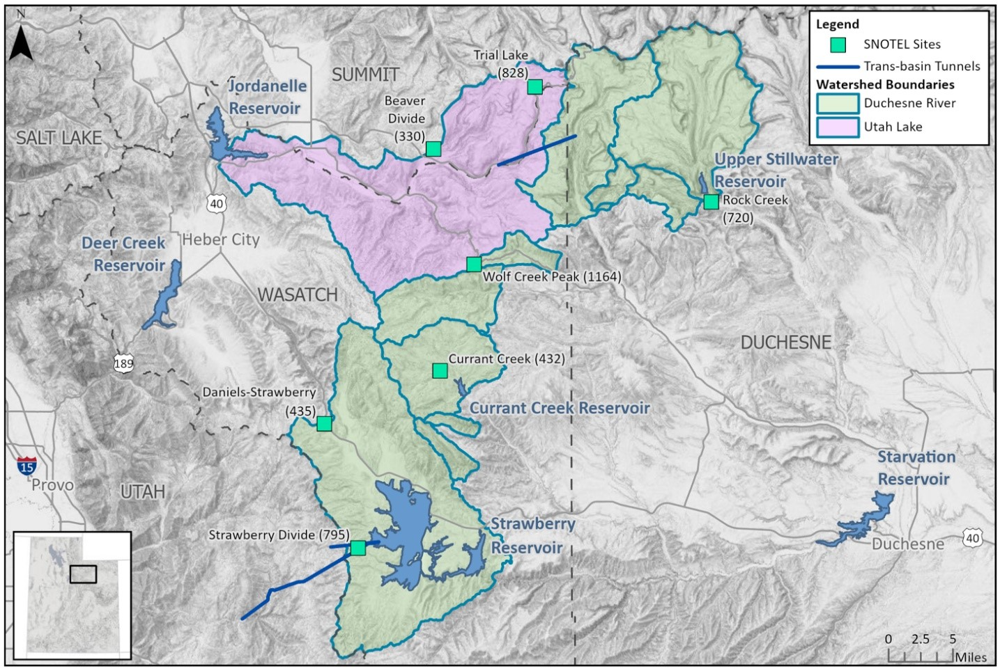 N
Legend
SNOTEL Sites
Trans-basin Tunnels
Watershed Boundaries
Duchesne River
Utah Lake
Trial Lake
(828)
SUMMIT
Jordanelle
Reservoir
Beaver
Divide
(330)
SALT LAKE
Upper Stillwater
Reservoir
Rock Creek
(720)
40
Heber City
Deer Creek
Reservoir
WASATCH
Wolf Creek Peak (1164)
DUCHESNE
189
Currant Creek (432)
Daniels-Strawberry
(435)
Currant Creek Reservoir
15
Provo
UTAH
Starvation
Reservoir
Strawberry
Reservoir
Strawberry Divide (795)
Duchesne
40
0 2.5 5
Miles